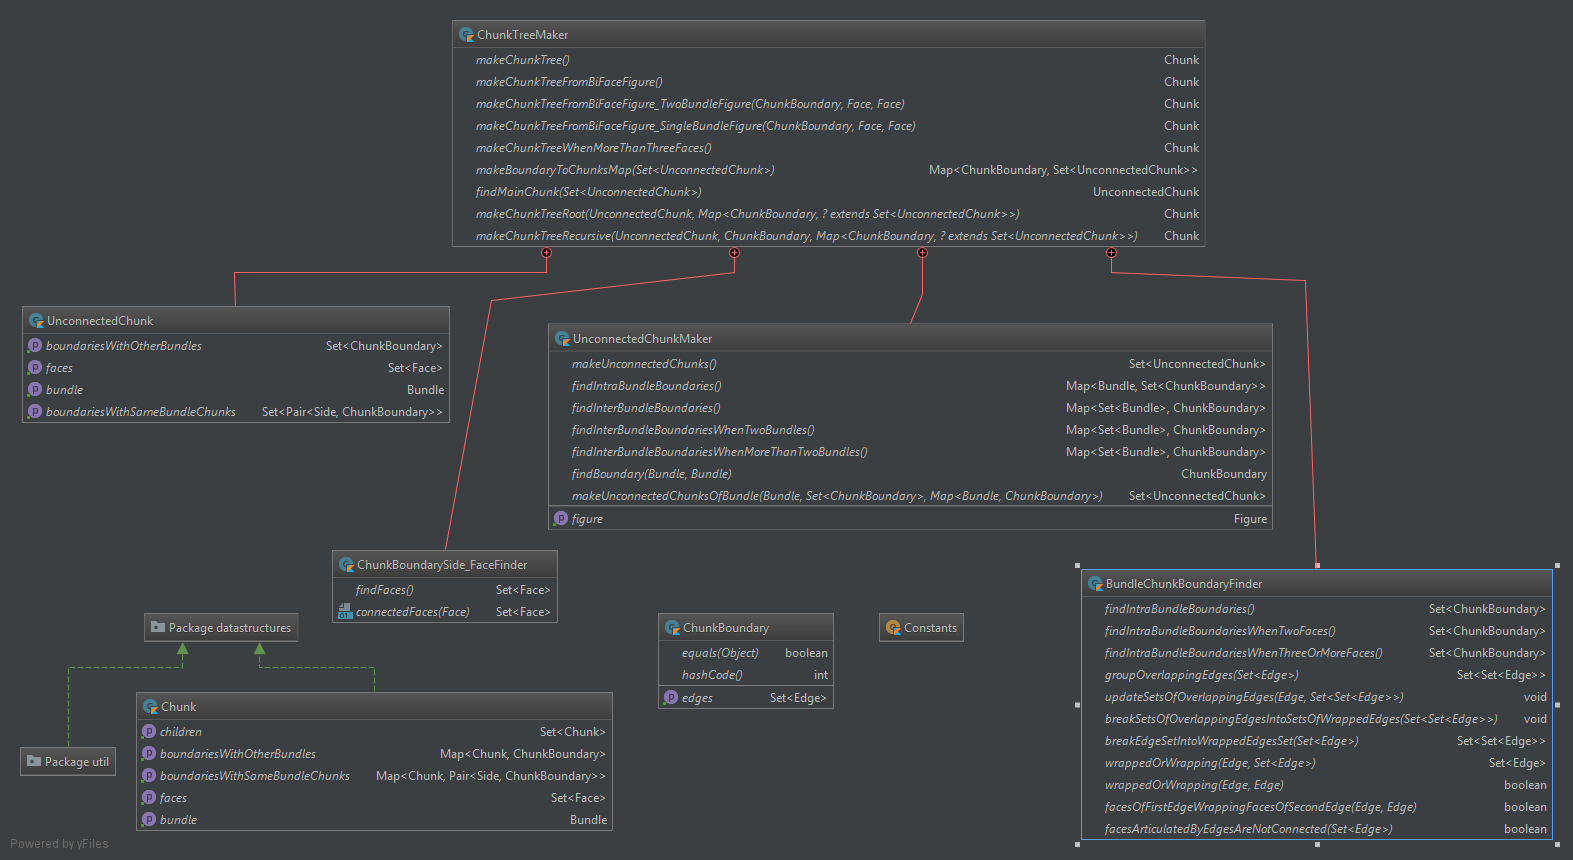 ChunkTreeMaker
makeChunkTree() Chunk
makeChunkTreeFromBiFaceFigure() Chunk
makeChunkTreeFromBiFaceFigure_TwoBundleFigure(ChunkBoundary, Face, Face) Chunk
makeChunkTreeFromBiFaceFigure_SingleBundleFigure(ChunkBoundary, Face, Face) Chunk
makeChunkTreeWhenMoreThanThreeFaces() Chunk
makeBoundaryToChunksMap(Set<UnconnectedChunk>) Map<ChunkBoundary, Set<UnconnectedChunk>>
findMainChunk(Set<UnconnectedChunk>) UnconnectedChunk
makeChunkTreeRoot(UnconnectedChunk, Map<ChunkBoundary, ? extends Set<UnconnectedChunk>>) Chunk
makeChunkTreeRecursive(UnconnectedChunk, ChunkBoundary, Map<ChunkBoundary, ? extends Set<UnconnectedChunk>>) Chunk
UnconnectedChunk
p boundariesWithOtherBundles Set<ChunkBoundary>
p faces Set<Face>
p bundle Bundle
p boundariesWithSameBundleChunks Set<Pair<Side, ChunkBoundary>>
UnconnectedChunkMaker
makeUnconnectedChunks() Set<UnconnectedChunk>
findIntraBundleBoundaries() Map<Bundle, Set<ChunkBoundary>>
findInterBundleBoundaries() Map<Set<Bundle>, ChunkBoundary>
findInterBundleBoundariesWhenTwoBundles() Map<Set<Bundle>, ChunkBoundary>
findInterBundleBoundariesWhenMoreThanTwoBundles() Map<Set<Bundle>, ChunkBoundary>
findBoundary(Bundle, Bundle) ChunkBoundary
makeUnconnectedChunksOfBundle(Bundle, Set<ChunkBoundary>, Map<Bundle, ChunkBoundary>) Set<UnconnectedChunk>
p figure Figure
ChunkBoundarySide_FaceFinder
findFaces() Set<Face>
connectedFaces(Face) Set<Face>
BundleChunkBoundaryFinder
findIntraBundleBoundaries() Set<ChunkBoundary>
findIntraBundleBoundariesWhenTwoFaces() Set<ChunkBoundary>
findIntraBundleBoundariesWhenThreeOrMoreFaces() Set<ChunkBoundary>
groupOverlappingEdges(Set<Edge>) Set<Set<Edge>>
updateSetsOfOverlappingEdges(Edge, Set<Set<Edge>>) void
breakSetsOfOverlappingEdgesIntoSetsOfWrappedEdges(Set<Set<Edge>>) void
breakEdgeSetIntoWrappedEdgesSet(Set<Edge>) Set<Set<Edge>>
wrappedOrWrapping(Edge, Set<Edge>) Set<Edge>
wrappedOrWrapping(Edge, Edge) boolean
facesOfFirstEdgeWrappingFacesOfSecondEdge(Edge, Edge) boolean
facesArticulatedByEdgesAreNotConnected(Set<Edge>) boolean
Package datastructures
ChunkBoundary
equals(Object) boolean
hashCode() int
p edges Set<Edge>
Constants
Chunk
p children Set<Chunk>
p boundariesWithOtherBundles Map<Chunk, ChunkBoundary>
p boundariesWithSameBundleChunks Map<Chunk, Pair<Side, ChunkBoundary>>
p faces Set<Face>
p bundle Bundle
Package util
Powered by yFiles